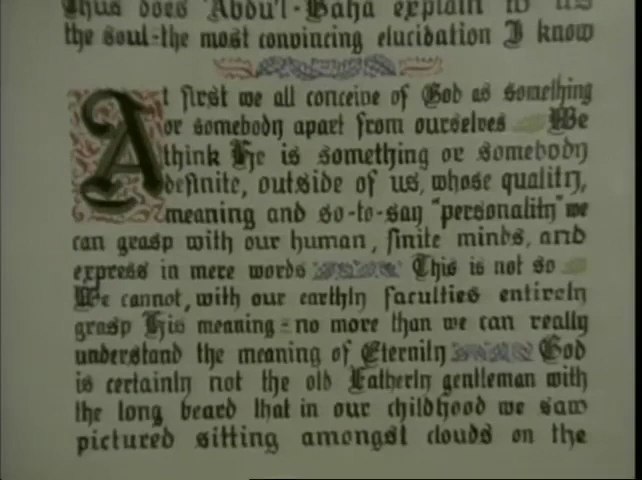 Thus does 'Abdu'l-Baha explain to us
the soul-the most convincing elucidation I know
At first we all conceive of God as something
or somebody apart from ourselves We
think He is something or somebody
definite, outside of us, whose quality,
meaning and so-to-say "personality" we
can grasp with our human, finite minds, and
express in mere words This is not so
We cannot, with our earthly faculties entirely
grasp His meaning - no more than we can really
understand the meaning of Eternity God
is certainly not the old Fatherly gentleman with
the long beard that in our childhood we saw
pictured sitting amongst clouds on the